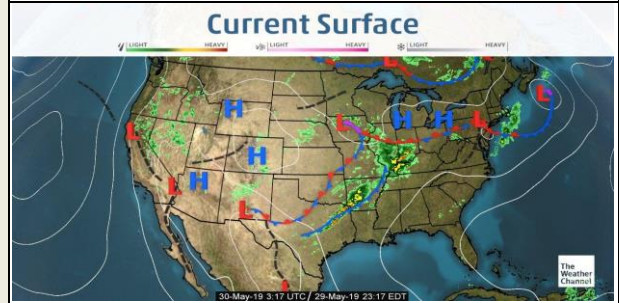 Current Surface
LIGHT HEAVY LIGHT HEAVY LIGHT HEAVY
H
L L
L H H L
L H
H
L
L
L
L
The
Weather
Channel
30-May-19 3:17 UTC / 29-May-19 23:17 EDT